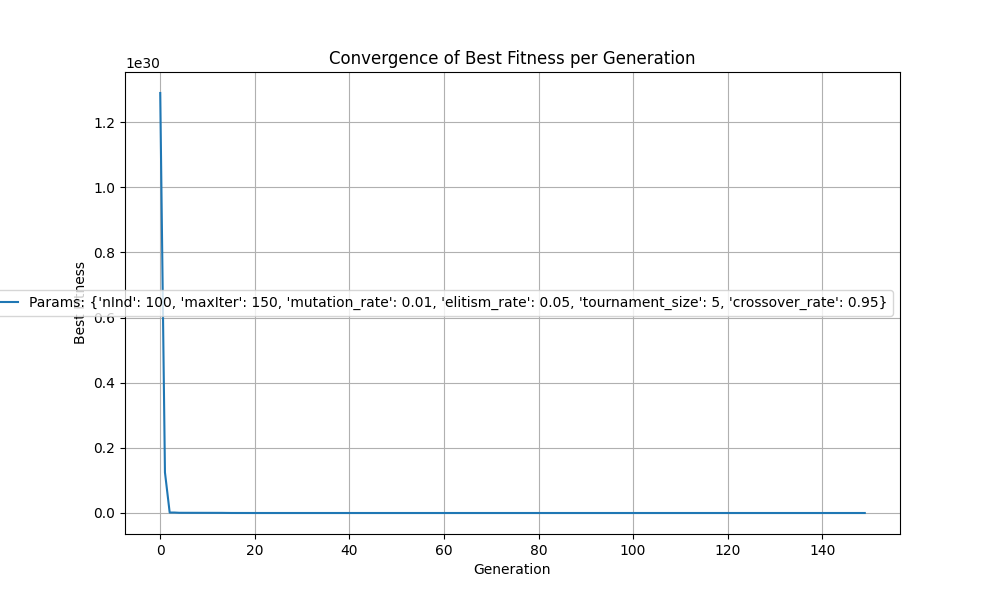 Convergence of Best Fitness per Generation
1e30
1.2
1.0
0.8
Params: {'nInd': 100, 'maxIter': 150, 'mutation_rate': 0.01, 'elitism_rate': 0.05, 'tournament_size': 5, 'crossover_rate': 0.95}
0.6
0.4
0.2
0.0
Best Fitness
0 20 40 60 80 100 120 140
Generation